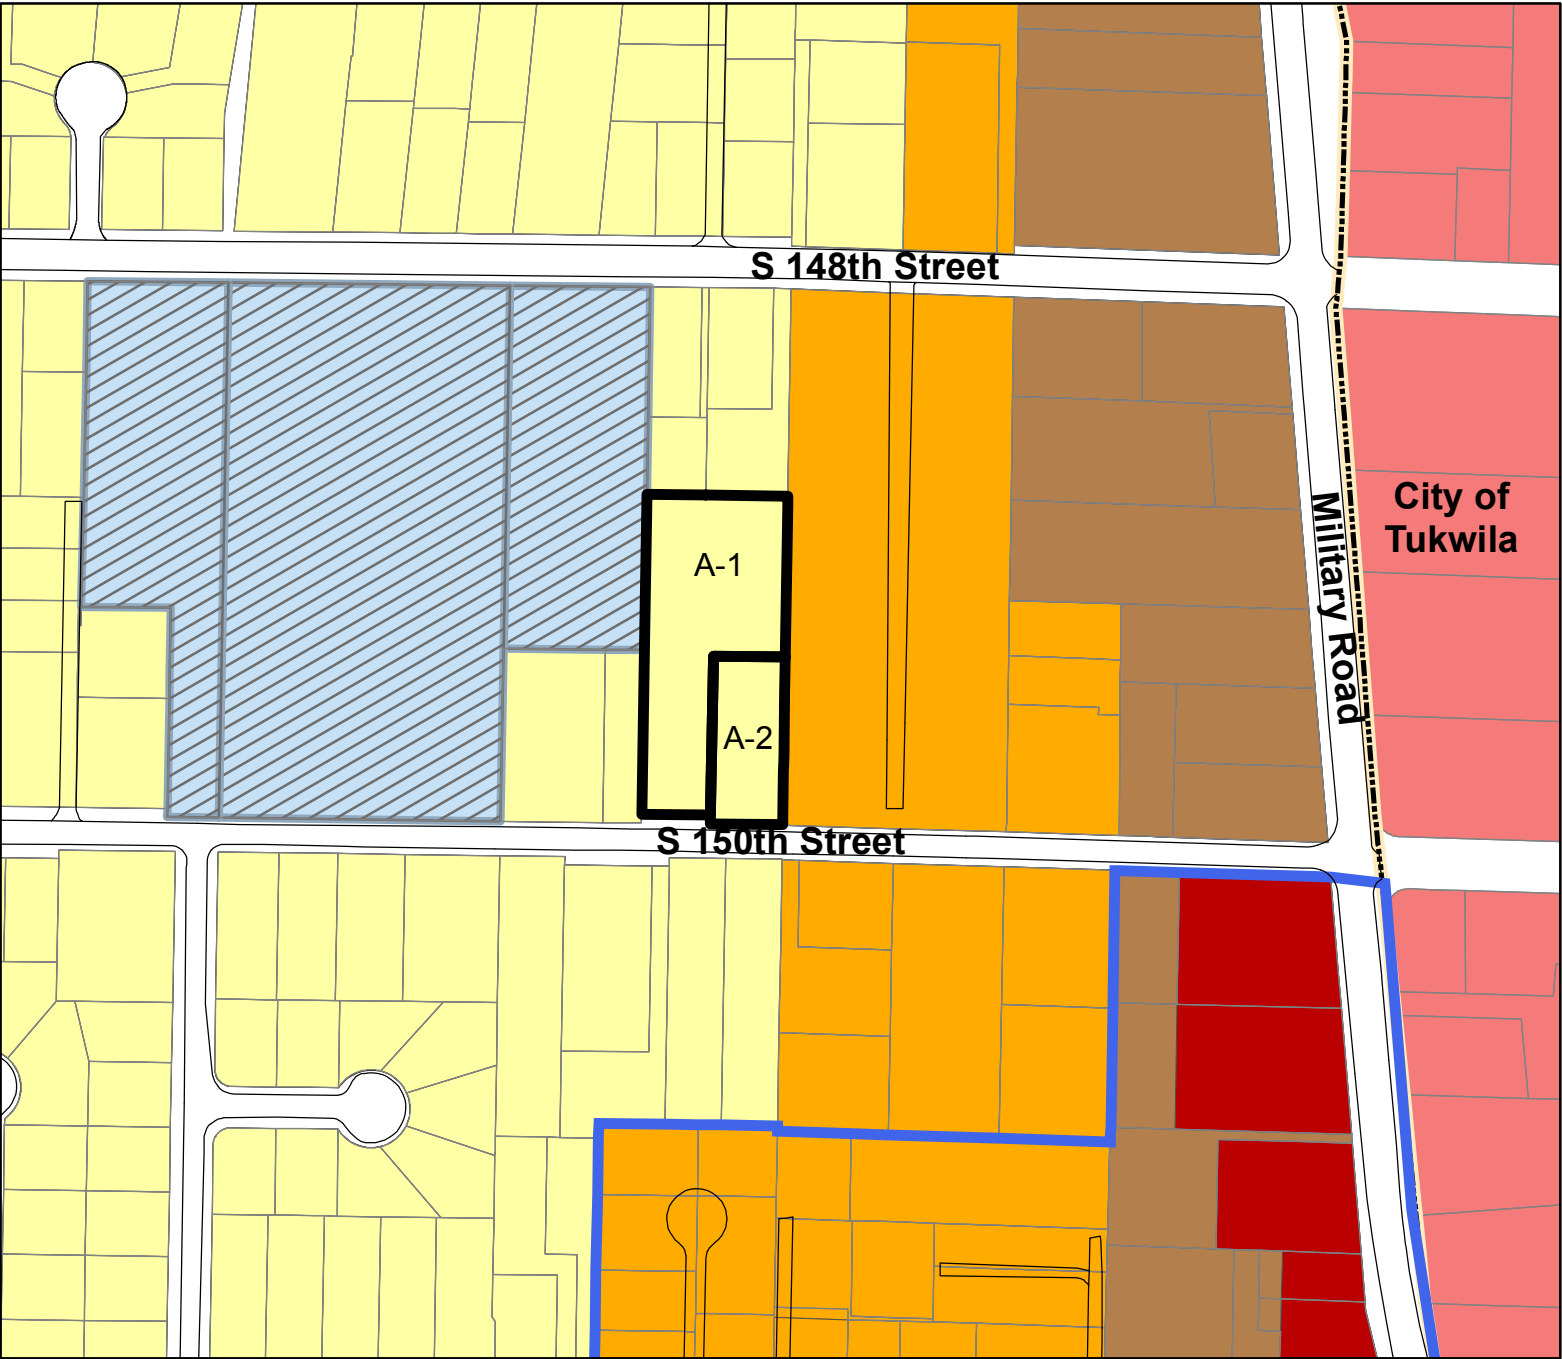 S 148th Street
City of
Tukwila
Military Road
A-1
A-2
S 150th Street